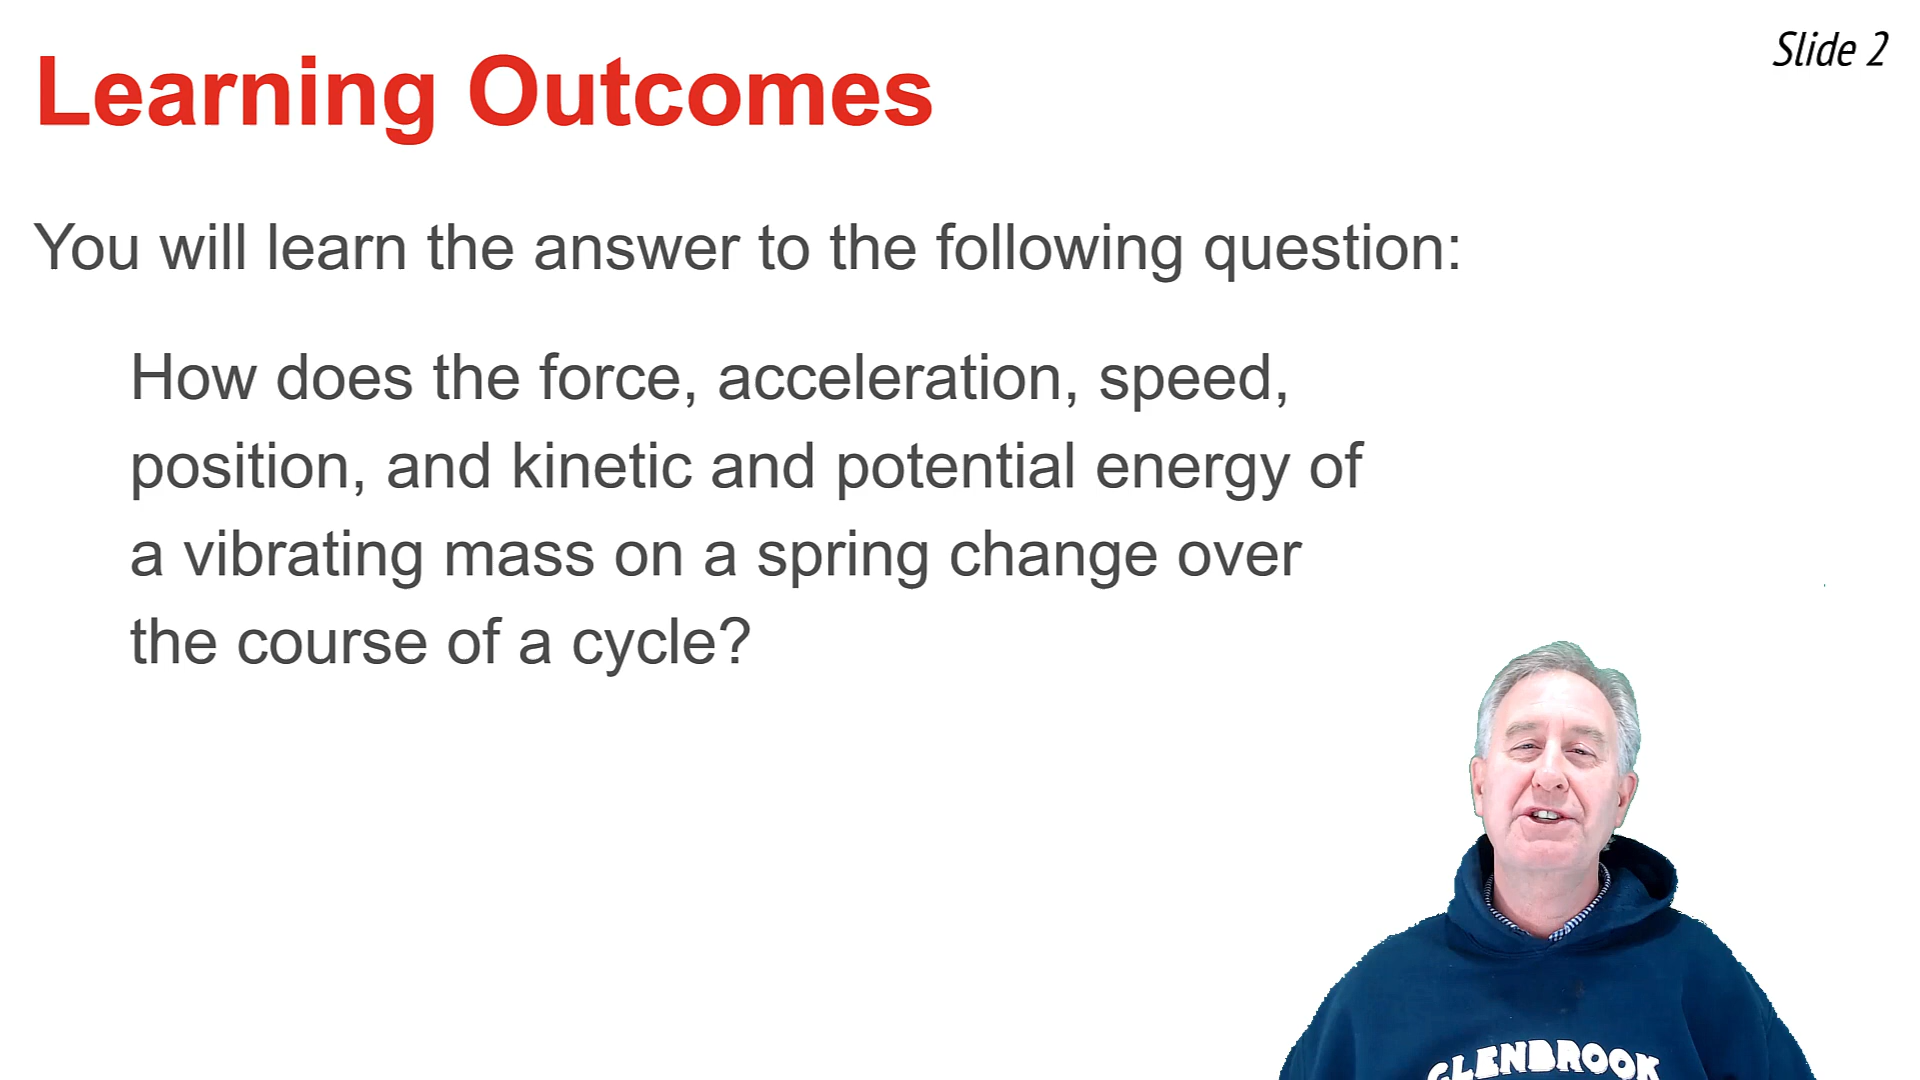 Slide 2
Learning Outcomes
You will learn the answer to the following question:
How does the force, acceleration, speed,
position, and kinetic and potential energy of
a vibrating mass on a spring change over
the course of a cycle?
GLENBROOK